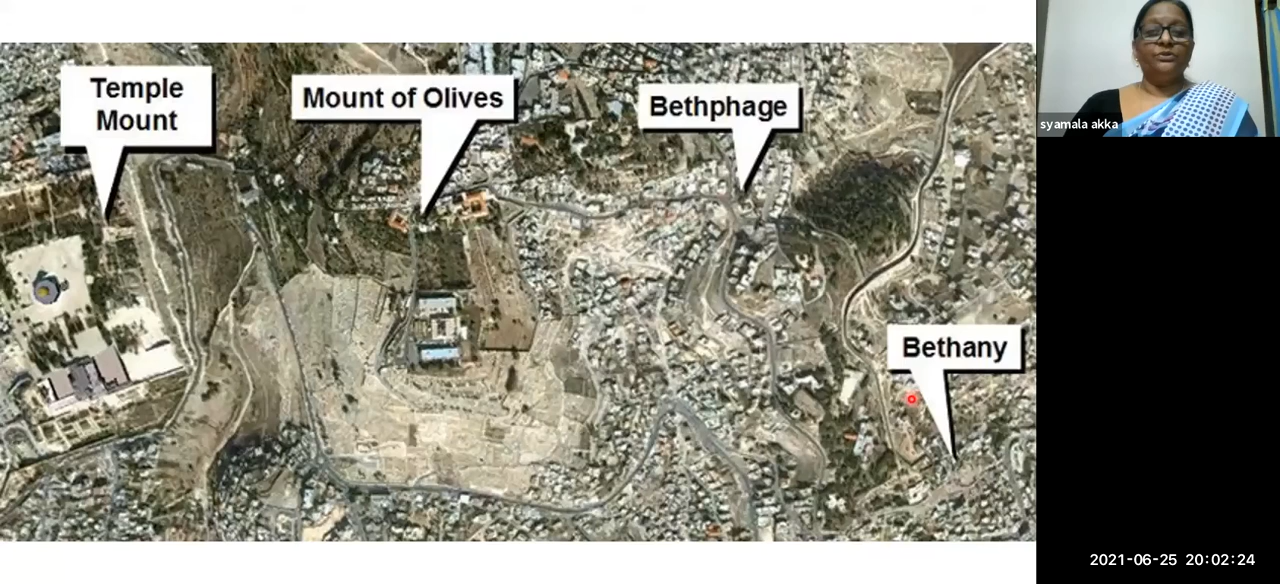 Temple
Mount
Mount of Olives
Bethphage
Bethany
syamala akka
2021-06-25 20:02:24